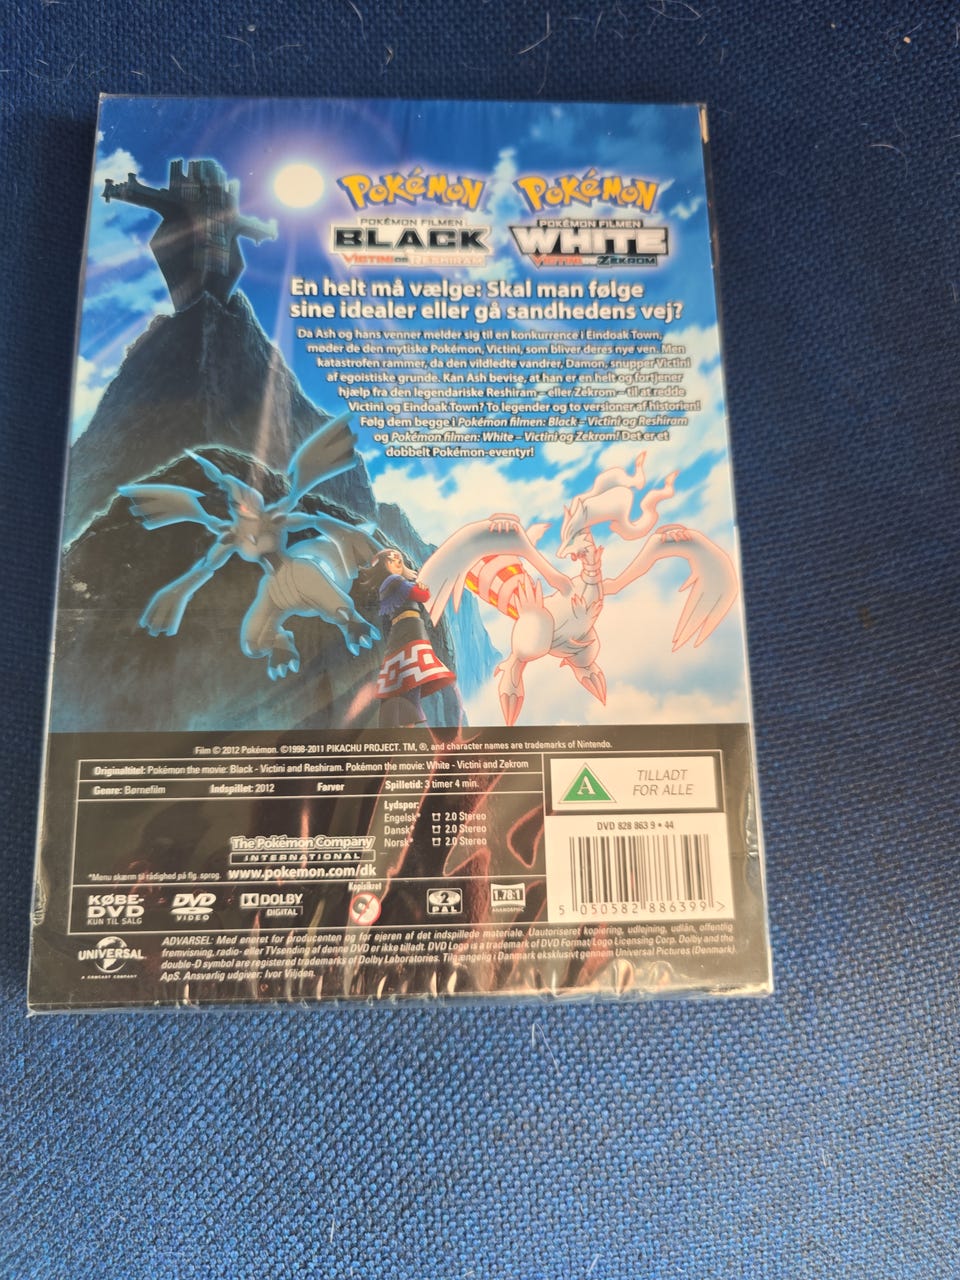 POKéMON POKéMON
POKÉMON FILMEN POKÉMON FILMEN
BLACK WHITE
VICTINI OG RESHIRAM VICTINI OG ZEKROM
En helt må vælge: Skal man følge
sine idealer eller gå sandhedens vej?
Da Ash og hans venner melder sig til en konkurrence i Eindoak Town,
møder de den mytiske Pokémon, Victini, som bliver deres nye ven. Men
katastrofen rammer, da den vildledte vandrer, Damon, snupper Victini
af egoistiske grunde. Kan Ash bevise, at han er en helt og fortjener
hjælp fra den legendariske Reshiram – eller Zekrom – til at redde
Victini og Eindoak Town? To legender og to versioner af historien!
Følg dem begge i Pokémon filmen: Black – Victini og Reshiram
og Pokémon filmen: White – Victini og Zekrom! Det er et
dobbelt Pokémon-eventyr!
Film © 2012 Pokémon. ©1998-2011 PIKACHU PROJECT. TM, ®, and character names are trademarks of Nintendo.
Originaltitel: Pokémon the movie: Black - Victini and Reshiram. Pokémon the movie: White - Victini and Zekrom
Genre: Børnefilm Indspillet: 2012 Farver Spilletid: 3 timer 4 min.
Lydspor:
Engelsk* 2.0 Stereo
Dansk* 2.0 Stereo
Norsk* 2.0 Stereo
The Pokémon Company
INTERNATIONAL
*Menu skærm til rådighed på flg. sprog. www.pokemon.com/dk
A TILLADT
FOR ALLE
DVD 828 863 9 • 44
5 050582 886399 >
KØBE-
DVD
KUN TIL SALG
DVD
VIDEO
DOLBY
DIGITAL
Kopisikret
2
PAL
1.78:1
ANAMORPHIC
UNIVERSAL
A COMCAST COMPANY
ADVARSEL: Med eneret for producenten og for ejeren af det indspillede materiale. Uautoriseret kopiering, udlejning, udlån, offentlig
fremvisning, radio- eller TVsending af denne DVD er ikke tilladt. DVD Logo is a trademark of DVD Format/Logo Licensing Corp. Dolby and the
double-D symbol are registered trademarks of Dolby Laboratories. Tilgængelig i Danmark eksklusivt gennem Universal Pictures (Denmark)
ApS. Ansvarlig udgiver: Ivor Viljden.